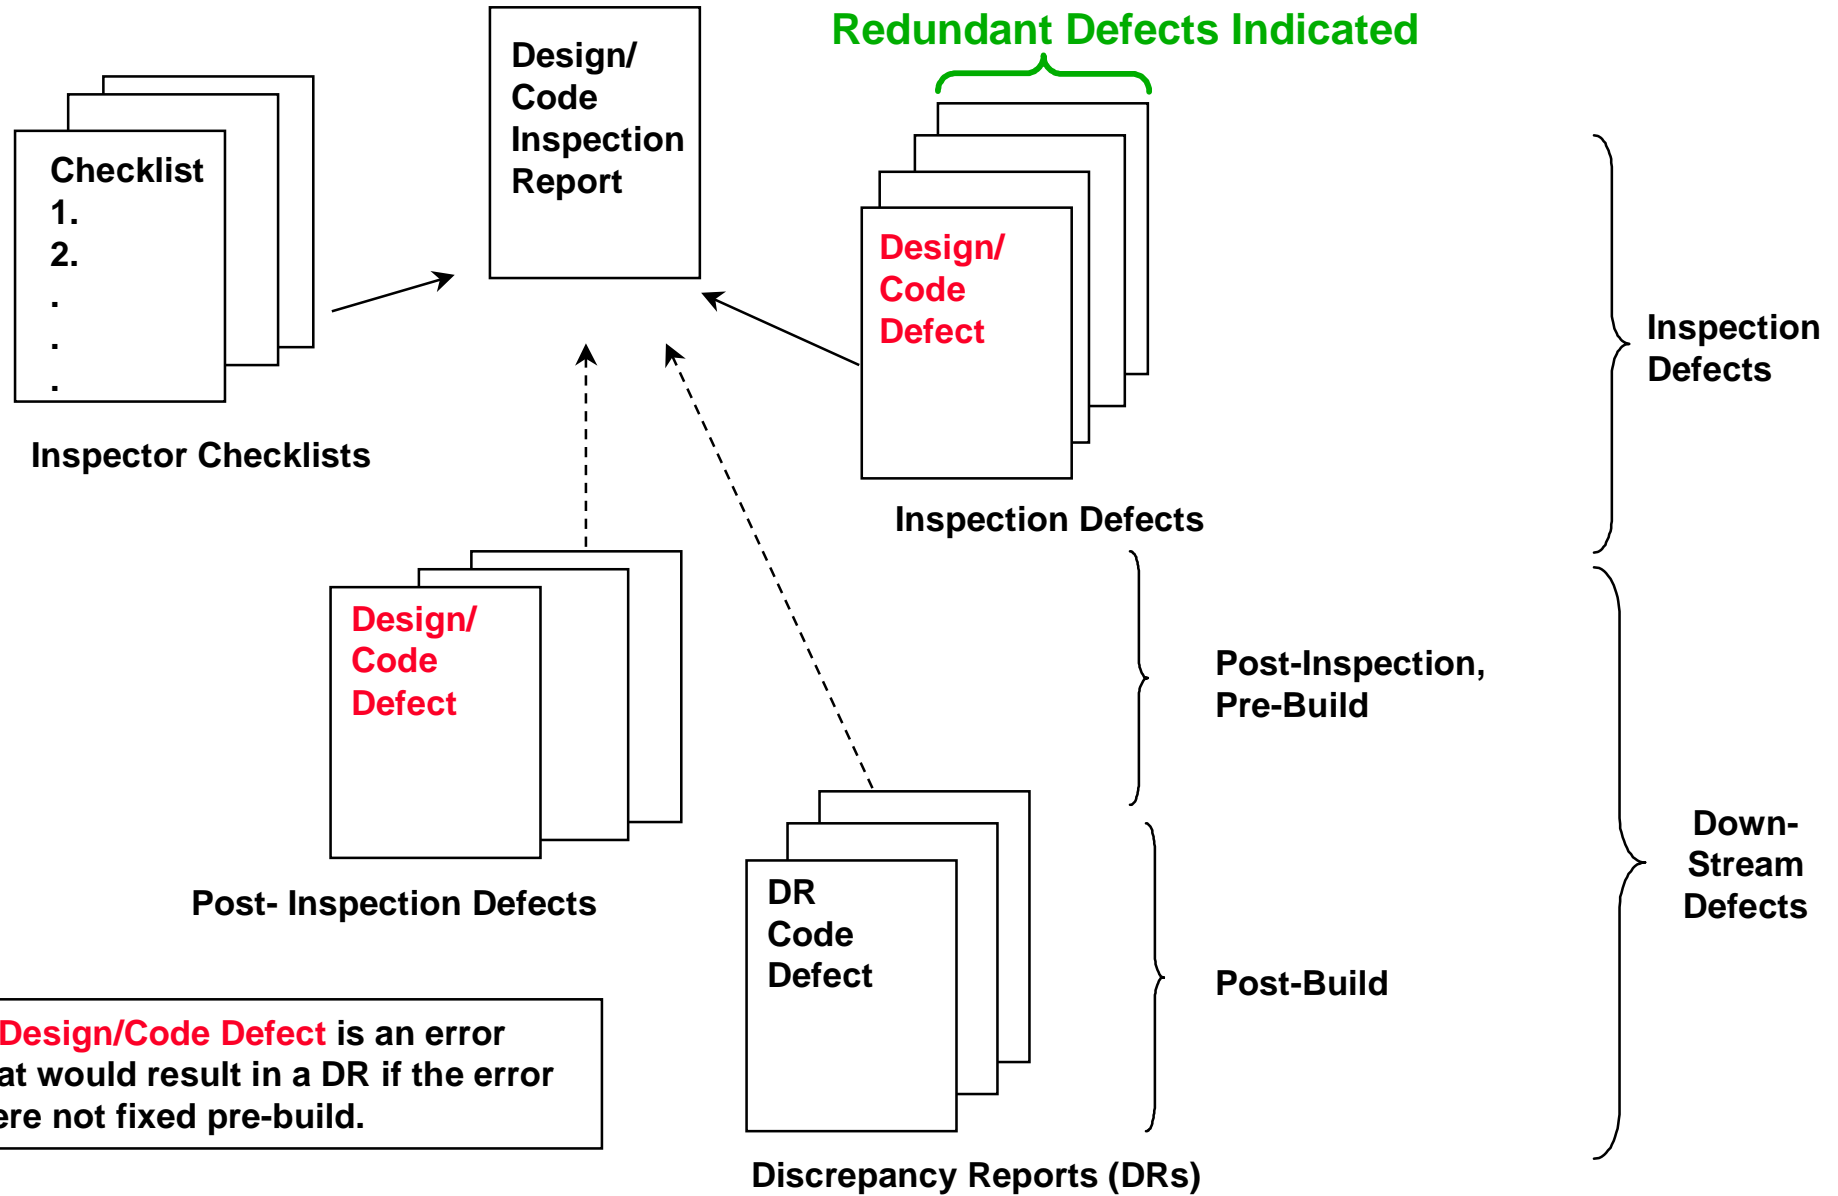 Redundant Defects Indicated
Design/
Code
Inspection
Report
Checklist
1.
2.
.
.
.
Inspector Checklists
Design/
Code
Defect
Inspection Defects
Inspection
Defects
Design/
Code
Defect
Post- Inspection Defects
Post-Inspection,
Pre-Build
DR
Code
Defect
Discrepancy Reports (DRs)
Post-Build
Down-
Stream
Defects
Design/Code Defect is an error
at would result in a DR if the error
ere not fixed pre-build.